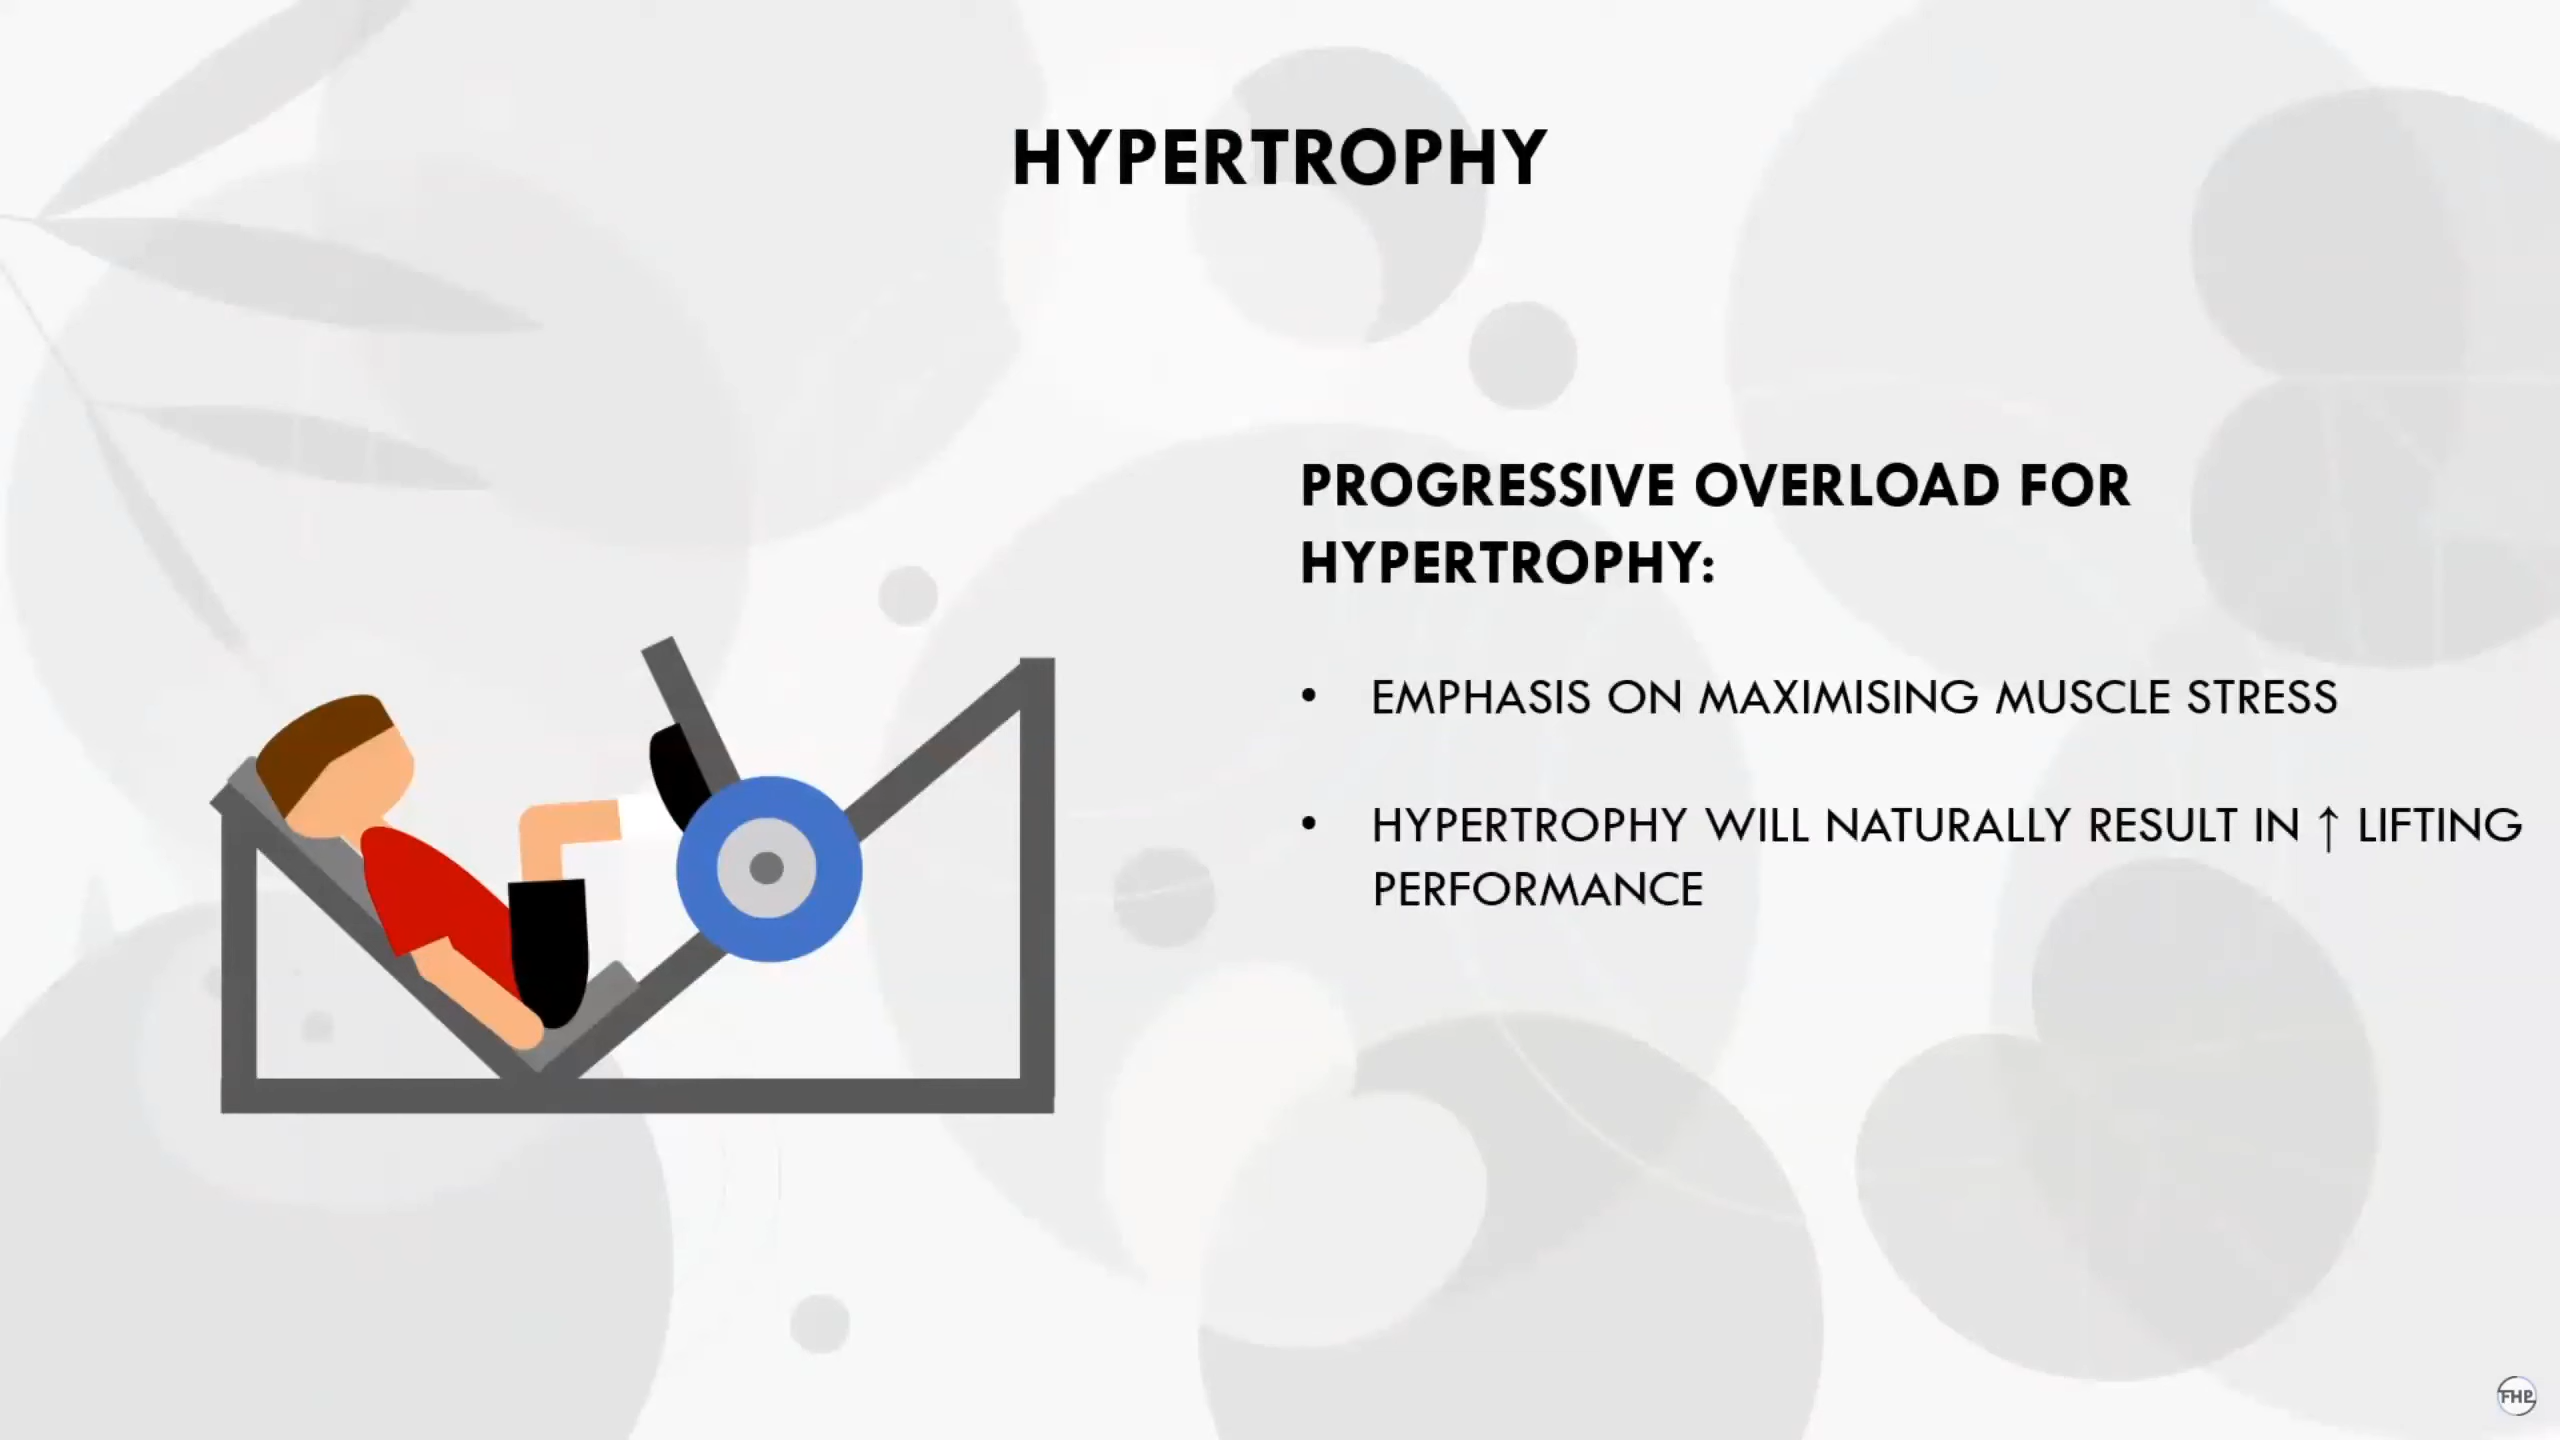 HYPERTROPHY
PROGRESSIVE OVERLOAD FOR
HYPERTROPHY:
• EMPHASIS ON MAXIMISING MUSCLE STRESS
• HYPERTROPHY WILL NATURALLY RESULT IN ↑ LIFTING
PERFORMANCE
FHP